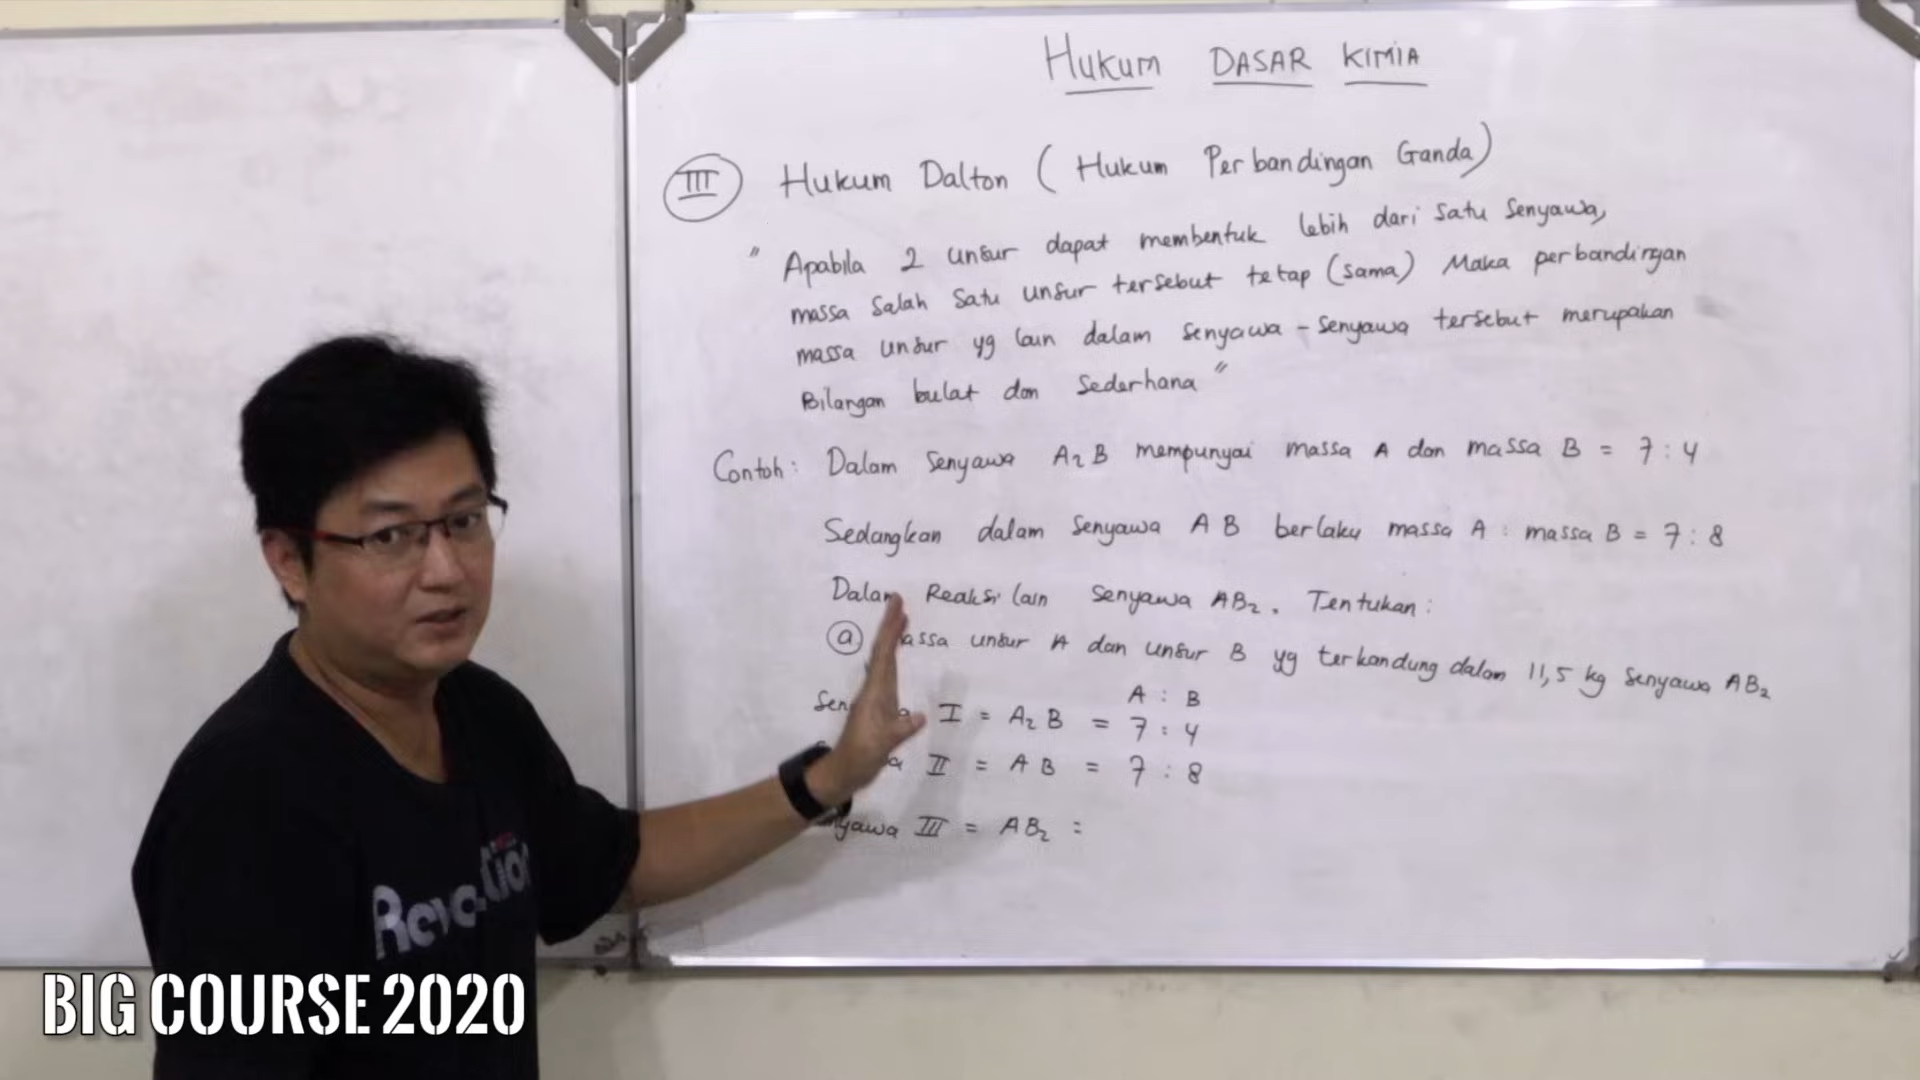 Hukum DASAR KIMIA
III Hukum Dalton ( Hukum Perbandingan Ganda)
" Apabila 2 unsur dapat membentuk lebih dari satu senyawa,
massa salah satu unsur tersebut tetap (sama) Maka perbandingan
massa unsur yg lain dalam senyawa - senyawa tersebut merupakan
Bilangan bulat dan sederhana "
Contoh : Dalam senyawa A₂B mempunyai massa A dan massa B = 7 : 4
Sedangkan dalam senyawa A B berlaku massa A : massa B = 7 : 8
Dalam Reaksi lain senyawa AB₂. Tentukan :
a assa unsur A dan unsur B yg terkandung dalam 11,5 kg senyawa AB₂
A : B
Sen a I = A₂ B = 7 : 4
a II = A B = 7 : 8
nyawa III = AB₂ :
Revolution
BIG COURSE 2020